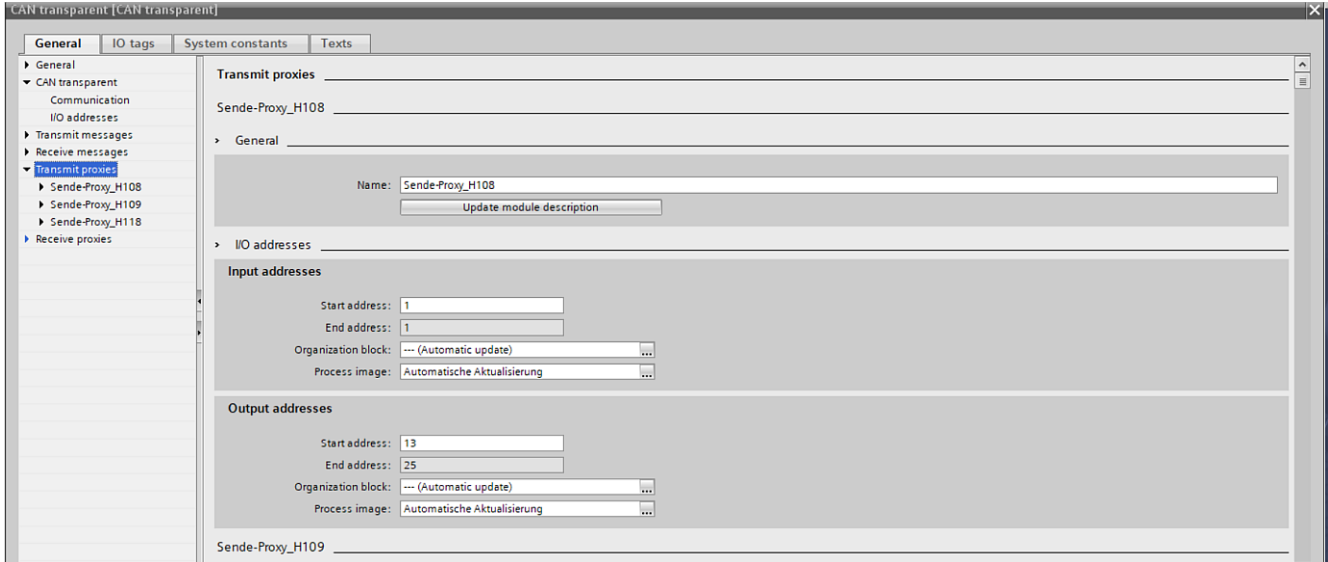 CAN transparent [CAN transparent]
General IO tags System constants Texts
General
CAN transparent
Communication
I/O addresses
Transmit messages
Receive messages
Transmit proxies
Sende-Proxy_H108
Sende-Proxy_H109
Sende-Proxy_H118
Receive proxies
Transmit proxies
Sende-Proxy_H108
General
Name: Sende-Proxy_H108
Update module description
I/O addresses
Input addresses
Start address: 1
End address: 1
Organization block: --- (Automatic update) ...
Process image: Automatische Aktualisierung ...
Output addresses
Start address: 13
End address: 25
Organization block: --- (Automatic update) ...
Process image: Automatische Aktualisierung ...
Sende-Proxy_H109